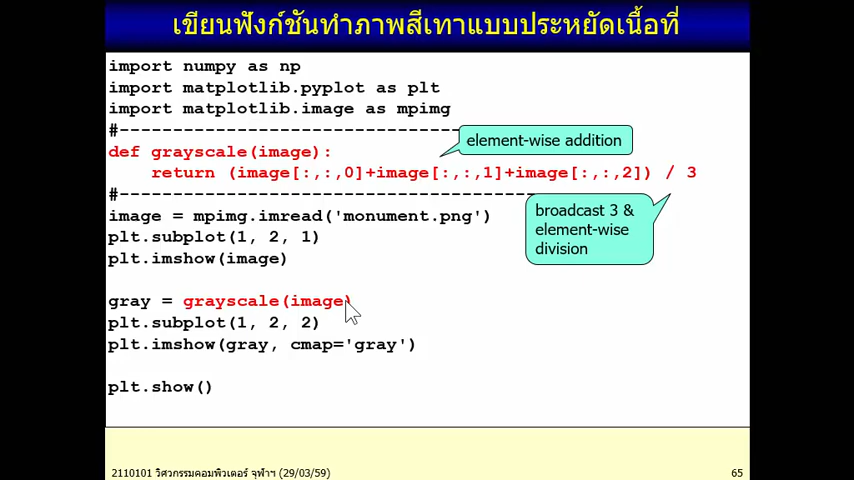 เขียนฟังก์ชันทำภาพสีเทาแบบประหยัดเนื้อที่
import numpy as np
import matplotlib.pyplot as plt
import matplotlib.image as mpimg
#--------------------------------
element-wise addition
def grayscale(image):
    return (image[:,:,0]+image[:,:,1]+image[:,:,2]) / 3
#---------------------------------------
image = mpimg.imread('monument.png')
plt.subplot(1, 2, 1)
plt.imshow(image)
broadcast 3 &
element-wise
division
gray = grayscale(image)
plt.subplot(1, 2, 2)
plt.imshow(gray, cmap='gray')
plt.show()
2110101 วิศวกรรมคอมพิวเตอร์ จุฬาฯ (29/03/59)
65